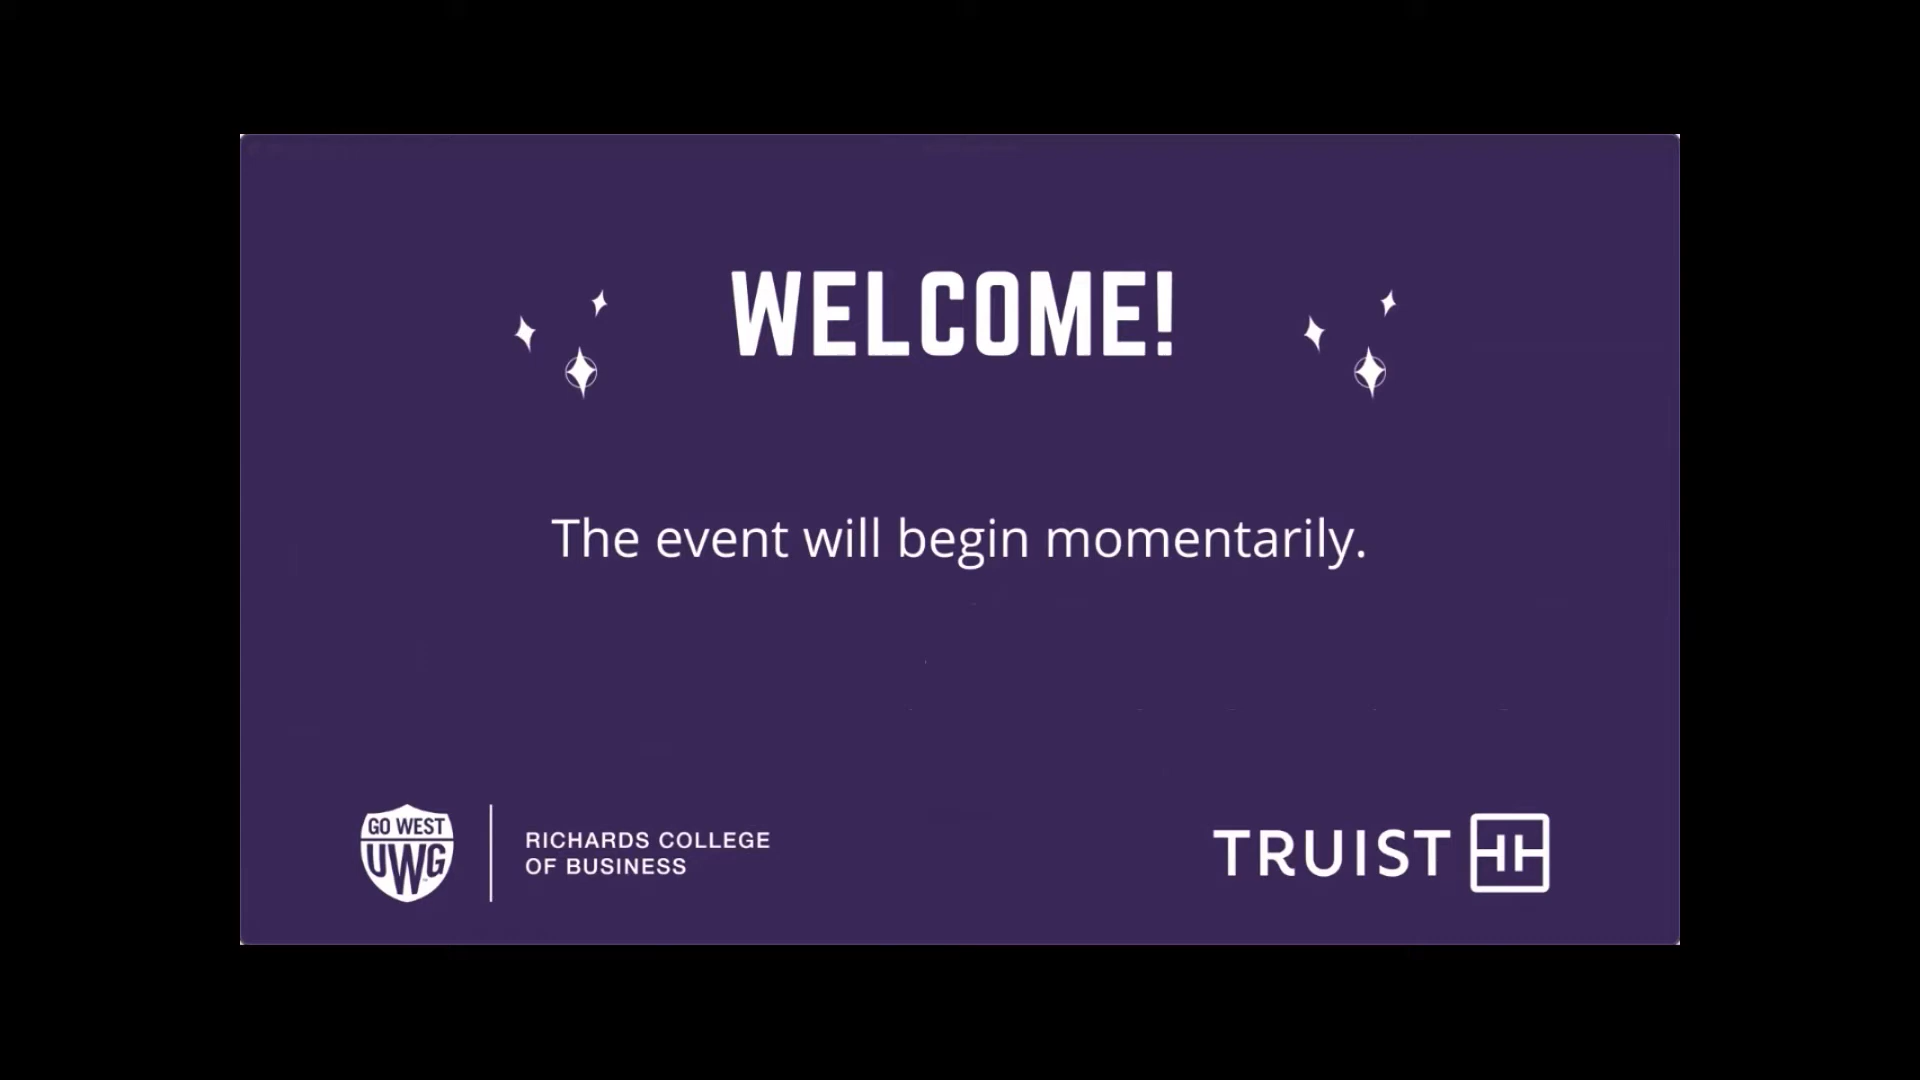 WELCOME!
The event will begin momentarily.
GO WEST
UWG
RICHARDS COLLEGE
OF BUSINESS
TRUIST